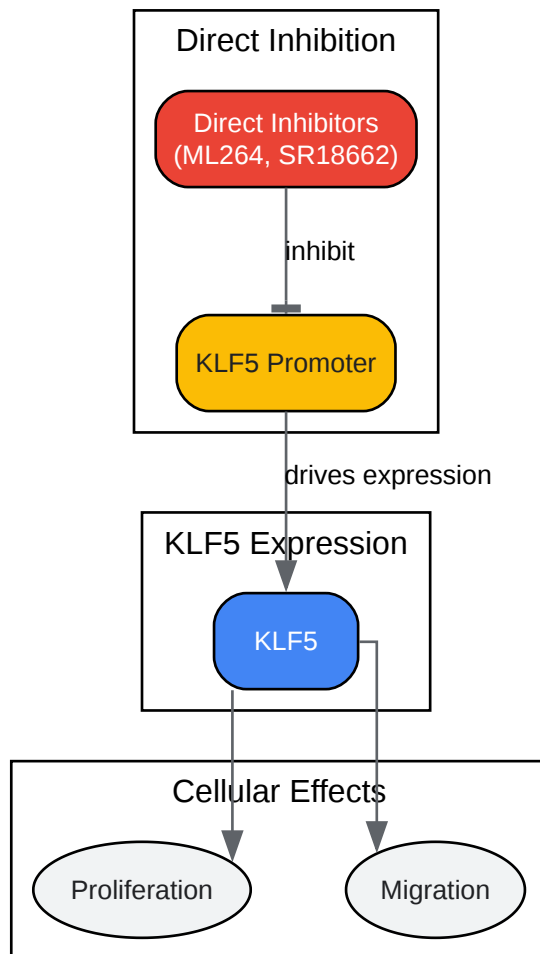 Direct Inhibition
Direct Inhibitors
(ML264, SR18662)
inhibit
KLF5 Promoter
drives expression
KLF5 Expression
KLF5
Cellular Effects
Proliferation
Migration